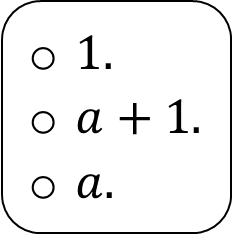 ○ 1.
○ a + 1.
○ a.